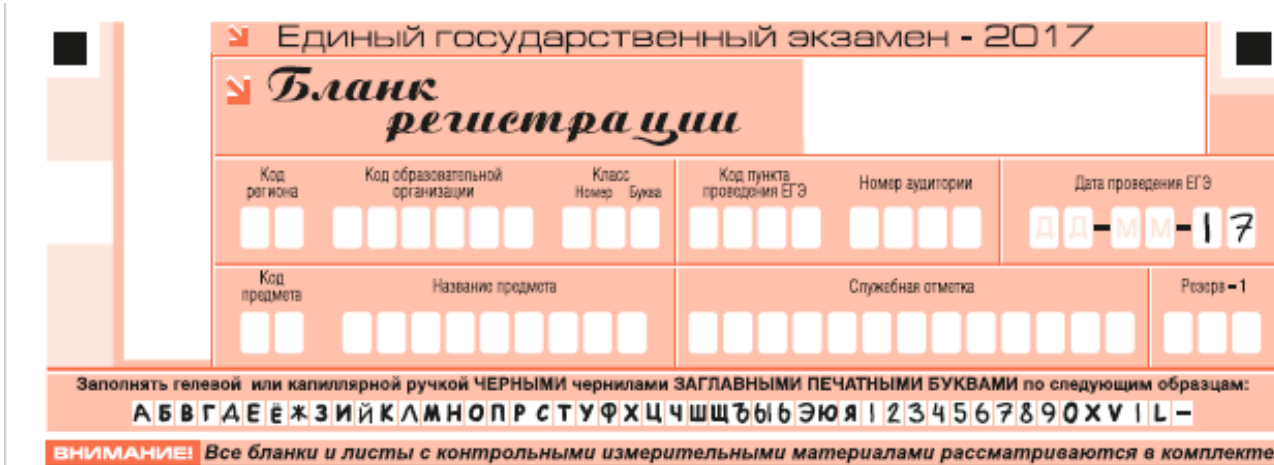 Единый государственный экзамен - 2017
Бланк
регистрации
Код региона
Код образовательной организации
Класс
Номер Буква
Код пункта проведения ЕГЭ
Номер аудитории
Дата проведения ЕГЭ
Д Д - М М - 1 7
Код предмета
Название предмета
Служебная отметка
Резерв - 1
Заполнять гелевой или капиллярной ручкой ЧЕРНЫМИ чернилами ЗАГЛАВНЫМИ ПЕЧАТНЫМИ БУКВАМИ по следующим образцам:
А Б В Г Д Е Ё Ж З И Й К Л М Н О П Р С Т У Ф Х Ц Ч Ш Щ Ъ Ы Ь Э Ю Я 1 2 3 4 5 6 7 8 9 0 X V I L -
ВНИМАНИЕ! Все бланки и листы с контрольными измерительными материалами рассматриваются в комплекте